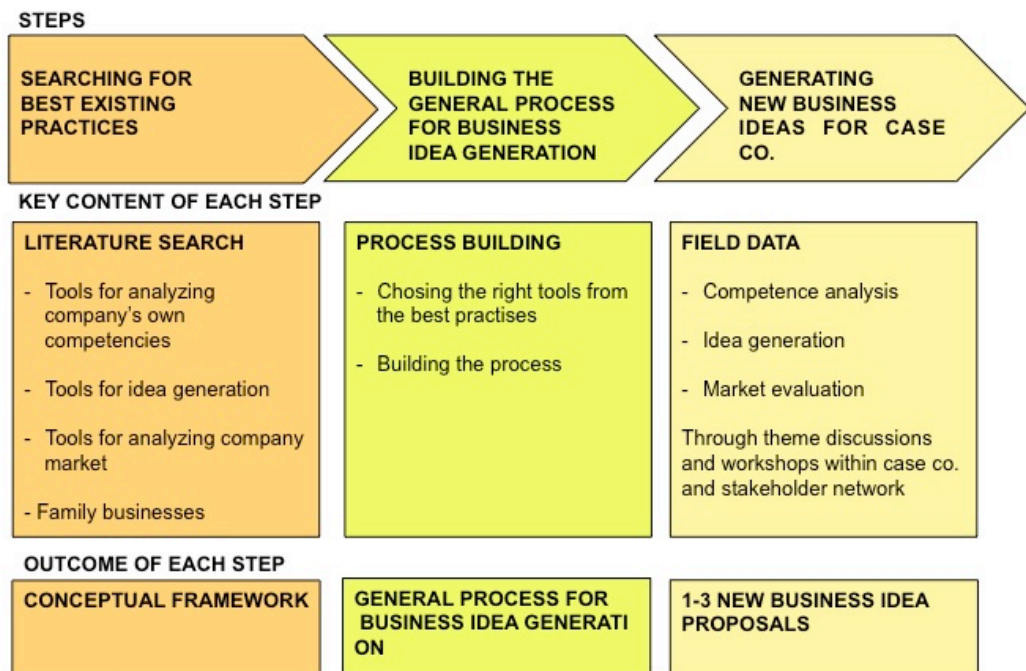 STEPS
SEARCHING FOR
BEST EXISTING
PRACTICES
BUILDING THE
GENERAL PROCESS
FOR BUSINESS
IDEA GENERATION
GENERATING
NEW BUSINESS
IDEAS FOR CASE
CO.
KEY CONTENT OF EACH STEP
LITERATURE SEARCH
- Tools for analyzing
company's own
competencies
- Tools for idea generation
- Tools for analyzing company
market
- Family businesses
PROCESS BUILDING
- Chosing the right tools from
the best practises
- Building the process
FIELD DATA
- Competence analysis
- Idea generation
- Market evaluation
Through theme discussions
and workshops within case co.
and stakeholder network
OUTCOME OF EACH STEP
CONCEPTUAL FRAMEWORK
GENERAL PROCESS FOR
BUSINESS IDEA GENERATI
ON
1-3 NEW BUSINESS IDEA
PROPOSALS